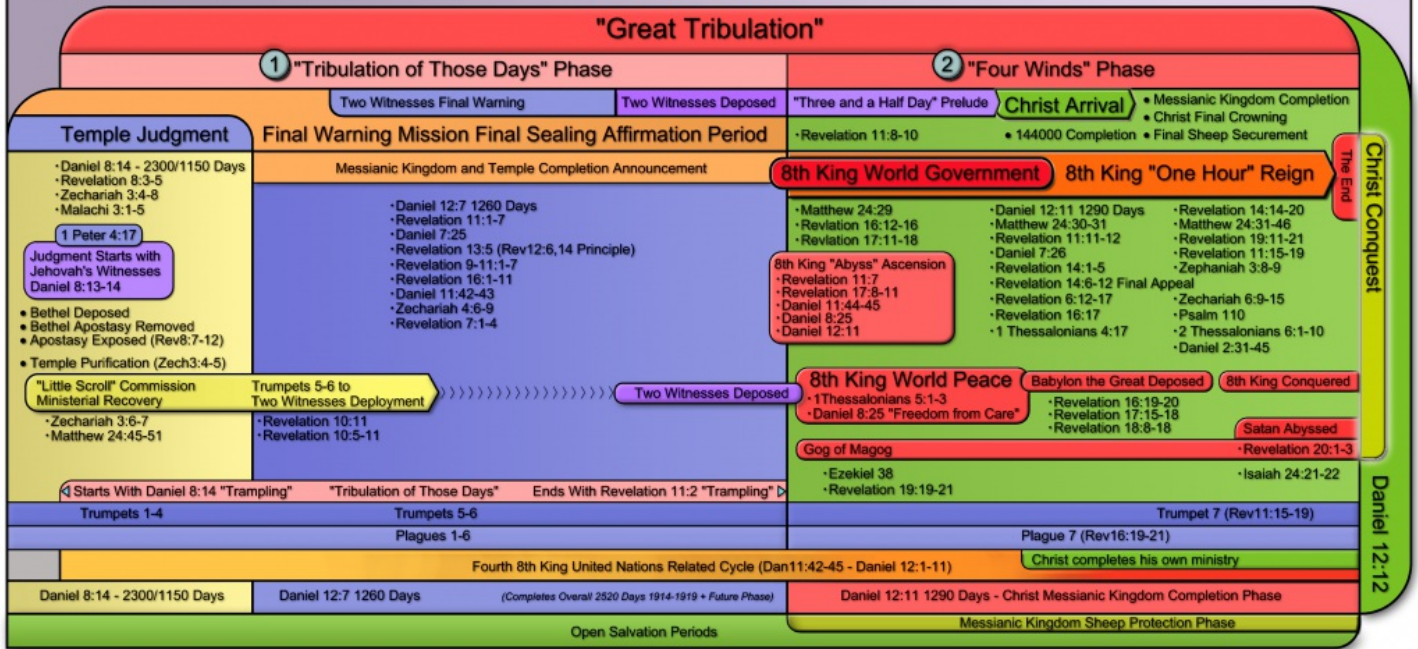 "Great Tribulation"
1 "Tribulation of Those Days" Phase
2 "Four Winds" Phase
Two Witnesses Final Warning
Two Witnesses Deposed
"Three and a Half Day" Prelude
Christ Arrival
• Messianic Kingdom Completion
• Christ Final Crowning
• 144000 Completion • Final Sheep Securement
Temple Judgment
Final Warning Mission Final Sealing Affirmation Period
·Revelation 11:8-10
·Daniel 8:14 - 2300/1150 Days
·Revelation 8:3-5
·Zechariah 3:4-8
·Malachi 3:1-5
1 Peter 4:17
Judgment Starts with
Jehovah's Witnesses
Daniel 8:13-14
• Bethel Deposed
• Bethel Apostasy Removed
• Apostasy Exposed (Rev8:7-12)
• Temple Purification (Zech3:4-5)
Messianic Kingdom and Temple Completion Announcement
·Daniel 12:7 1260 Days
·Revelation 11:1-7
·Daniel 7:25
·Revelation 13:5 (Rev12:6,14 Principle)
·Revelation 9-11:1-7
·Revelation 16:1-11
·Daniel 11:42-43
·Zechariah 4:6-9
·Revelation 7:1-4
8th King World Government
8th King "One Hour" Reign
The End
Christ Conquest
·Matthew 24:29
·Revlation 16:12-16
·Revlation 17:11-18
8th King "Abyss" Ascension
·Revelation 11:7
·Revelation 17:8-11
·Daniel 11:44-45
·Daniel 8:25
·Daniel 12:11
·Daniel 12:11 1290 Days
·Matthew 24:30-31
·Revelation 11:11-12
·Daniel 7:26
·Revelation 14:1-5
·Revelation 14:6-12 Final Appeal
·Revelation 6:12-17
·Revelation 16:17
·1 Thessalonians 4:17
·Revelation 14:14-20
·Matthew 24:31-46
·Revelation 19:11-21
·Revelation 11:15-19
·Zephaniah 3:8-9
·Zechariah 6:9-15
·Psalm 110
·2 Thessalonians 6:1-10
·Daniel 2:31-45
"Little Scroll" Commission
Ministerial Recovery
Trumpets 5-6 to
Two Witnesses Deployment
Two Witnesses Deposed
·Zechariah 3:6-7
·Matthew 24:45-51
·Revelation 10:11
·Revelation 10:5-11
8th King World Peace
·1Thessalonians 5:1-3
·Daniel 8:25 "Freedom from Care"
Babylon the Great Deposed
·Revelation 16:19-20
·Revelation 17:15-18
·Revelation 18:8-18
8th King Conquered
Satan Abyssed
Gog of Magog
·Revelation 20:1-3
·Ezekiel 38
·Revelation 19:19-21
·Isaiah 24:21-22
Starts With Daniel 8:14 "Trampling"
"Tribulation of Those Days"
Ends With Revelation 11:2 "Trampling"
Trumpets 1-4
Trumpets 5-6
Trumpet 7 (Rev11:15-19)
Plagues 1-6
Plague 7 (Rev16:19-21)
Fourth 8th King United Nations Related Cycle (Dan11:42-45 - Daniel 12:1-11)
Christ completes his own ministry
Daniel 8:14 - 2300/1150 Days
Daniel 12:7 1260 Days
(Completes Overall 2520 Days 1914-1919 + Future Phase)
Daniel 12:11 1290 Days - Christ Messianic Kingdom Completion Phase
Daniel 12:12
Open Salvation Periods
Messianic Kingdom Sheep Protection Phase